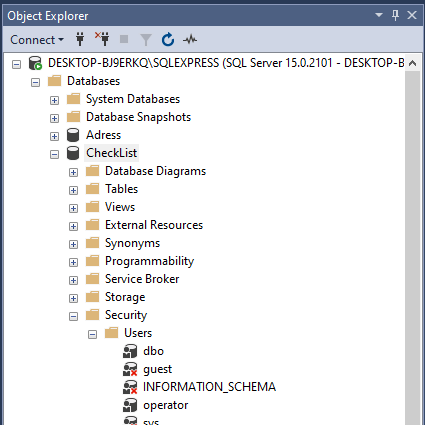 Object Explorer
Connect
DESKTOP-BJ9ERKQ\SQLEXPRESS (SQL Server 15.0.2101 - DESKTOP-B
Databases
System Databases
Database Snapshots
Adress
CheckList
Database Diagrams
Tables
Views
External Resources
Synonyms
Programmability
Service Broker
Storage
Security
Users
dbo
guest
INFORMATION_SCHEMA
operator
sys